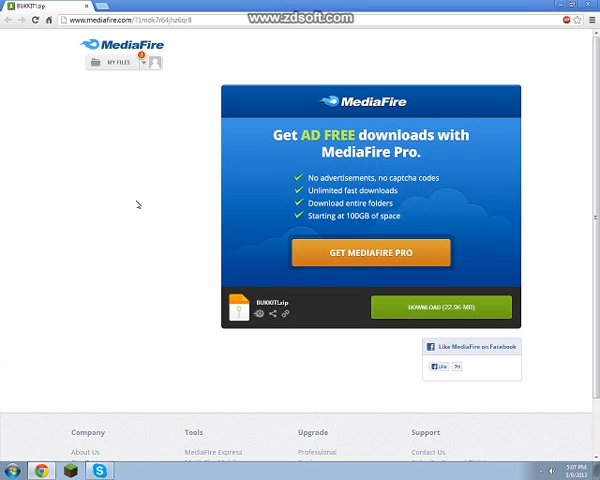 BUKKIT!.zip
www.zdsoft.com
www.mediafire.com/?1mdk7r64jhz6qr8
MediaFire
MY FILES
MediaFire
Get AD FREE downloads with
MediaFire Pro.
No advertisements, no captcha codes
Unlimited fast downloads
Download entire folders
Starting at 100GB of space
GET MEDIAFIRE PRO
BUKKIT!.zip
DOWNLOAD (22.96 MB)
Like MediaFire on Facebook
Like
Company
Tools
Upgrade
Support
About Us
MediaFire Express
Professional
Contact Us
5:07 PM
5/9/2013